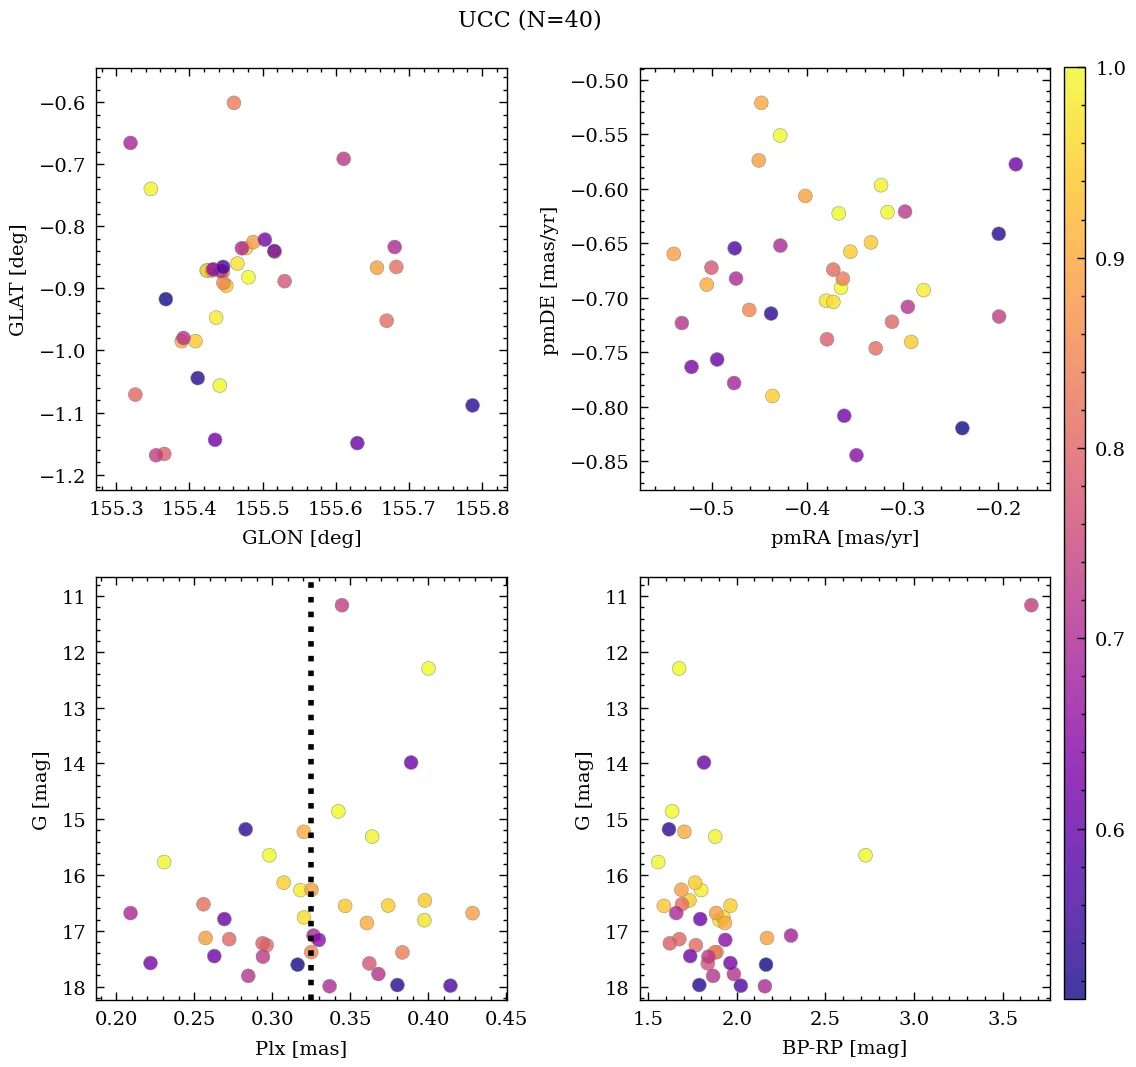 UCC (N=40)
−0.6
−0.7
−0.8
−0.9
−1.0
−1.1
−1.2
GLAT [deg]
155.3 155.4 155.5 155.6 155.7 155.8
GLON [deg]
−0.50
−0.55
−0.60
−0.65
−0.70
−0.75
−0.80
−0.85
pmDE [mas/yr]
−0.5 −0.4 −0.3 −0.2
pmRA [mas/yr]
11
12
13
14
15
16
17
18
G [mag]
0.20 0.25 0.30 0.35 0.40 0.45
Plx [mas]
11
12
13
14
15
16
17
18
G [mag]
1.5 2.0 2.5 3.0 3.5
BP-RP [mag]
1.0
0.9
0.8
0.7
0.6